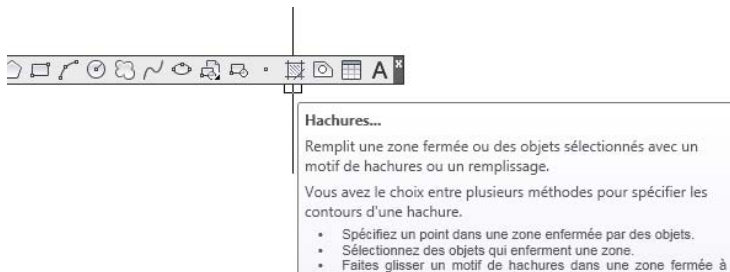 A x
Hachures...
Remplit une zone fermée ou des objets sélectionnés avec un
motif de hachures ou un remplissage.
Vous avez le choix entre plusieurs méthodes pour spécifier les
contours d'une hachure.
• Spécifiez un point dans une zone enfermée par des objets.
• Sélectionnez des objets qui enferment une zone.
• Faites glisser un motif de hachures dans une zone fermée à